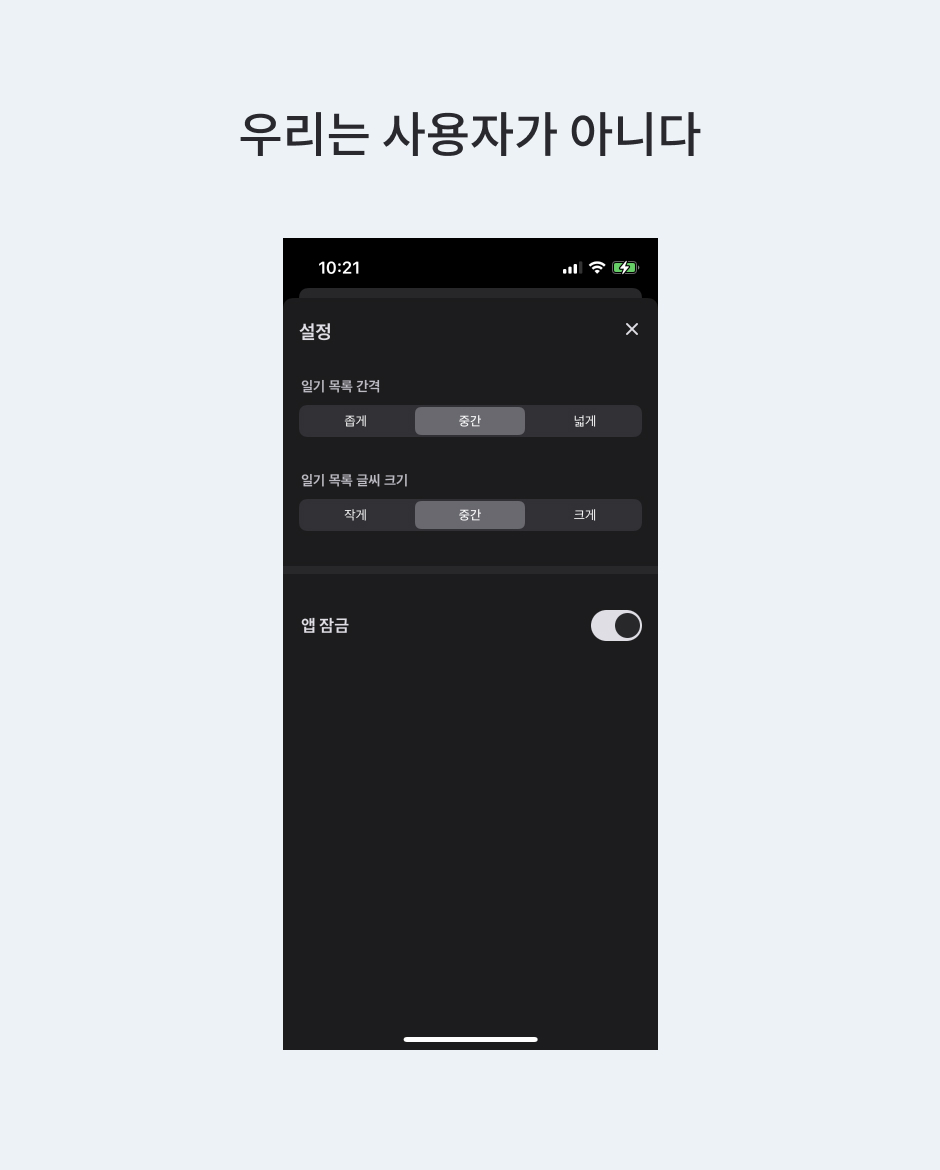 우리는 사용자가 아니다
10:21
설정
일기 목록 간격
좁게 중간 넓게
일기 목록 글씨 크기
작게 중간 크게
앱 잠금